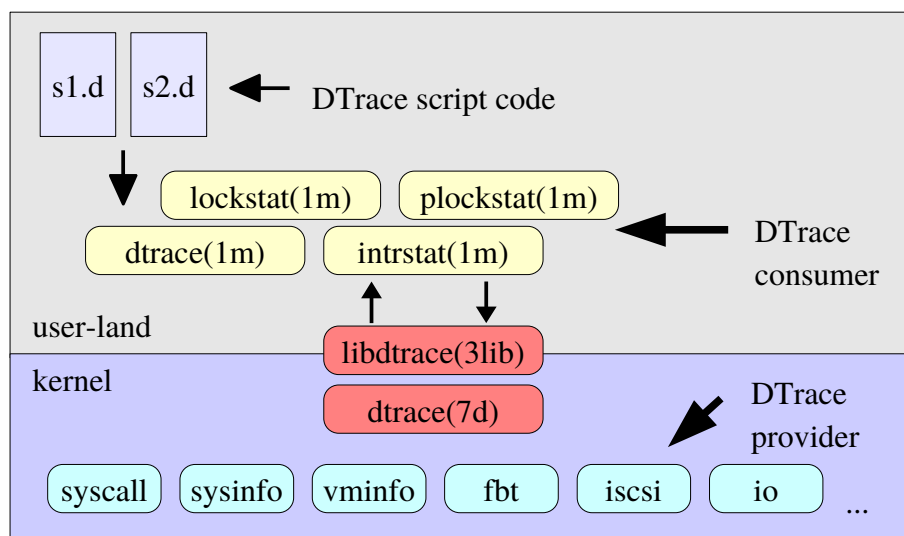 s1.d
s2.d
DTrace script code
lockstat(1m)
plockstat(1m)
dtrace(1m)
intrstat(1m)
DTrace
consumer
user-land
libdtrace(3lib)
kernel
dtrace(7d)
DTrace
provider
syscall
sysinfo
vminfo
fbt
iscsi
io
...